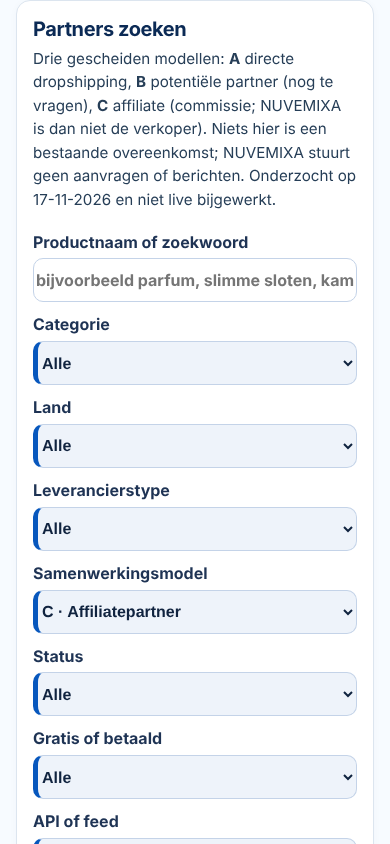 Partners zoeken
Drie gescheiden modellen: A directe
dropshipping, B potentiële partner (nog te
vragen), C affiliate (commissie; NUVEMIXA
is dan niet de verkoper). Niets hier is een
bestaande overeenkomst; NUVEMIXA stuurt
geen aanvragen of berichten. Onderzocht op
17-11-2026 en niet live bijgewerkt.
Productnaam of zoekwoord
bijvoorbeeld parfum, slimme sloten, kam
Categorie
Alle
Land
Alle
Leverancierstype
Alle
Samenwerkingsmodel
C · Affiliatepartner
Status
Alle
Gratis of betaald
Alle
API of feed